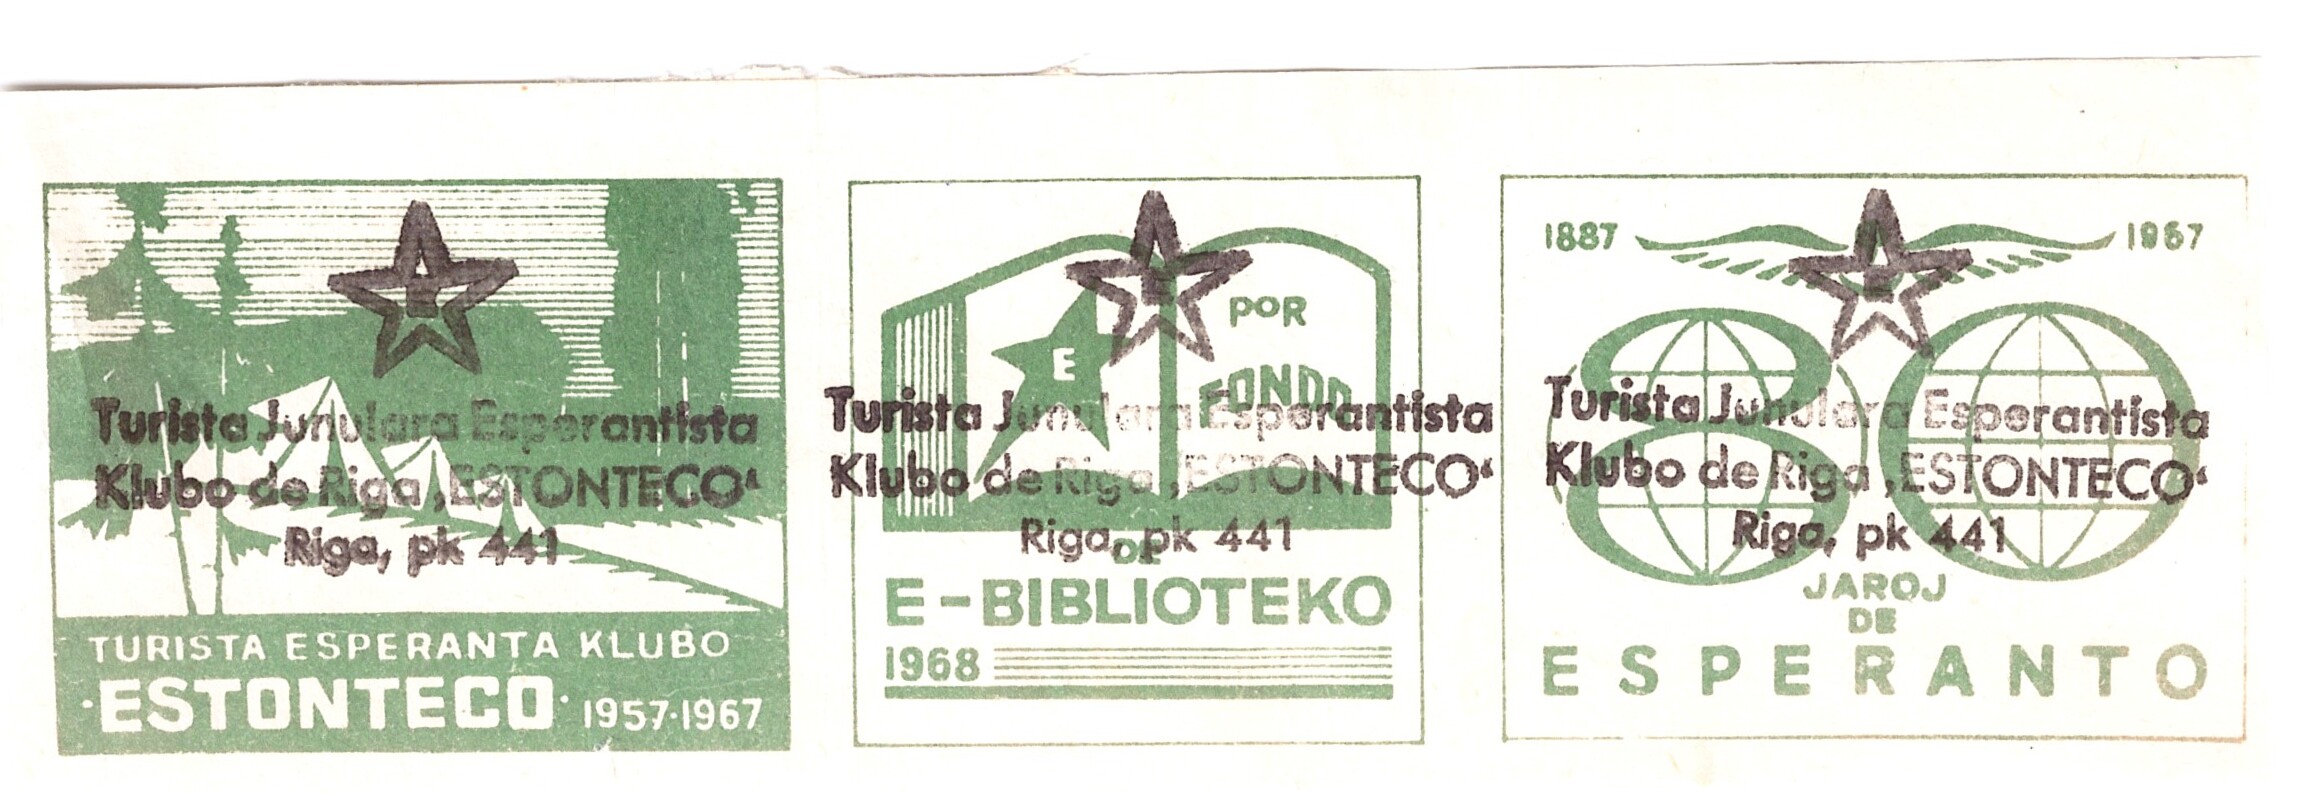 Turista Junulara Esperantista
Klubo de Riga ‚ESTONTECO‘
Riga, pk 441
TURISTA ESPERANTA KLUBO
·ESTONTECO· 1957·1967
E
E
POR
FONDO
Turista Junulara Esperantista
Klubo de Riga ‚ESTONTECO‘
Riga, pk 441
DE
E-BIBLIOTEKO
1968
1887 1967
E
Turista Junulara Esperantista
Klubo de Riga ‚ESTONTECO‘
Riga, pk 441
80
JAROJ
DE
ESPERANTO